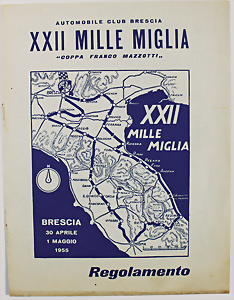 AUTOMOBILE CLUB BRESCIA
XXII MILLE MIGLIA
"COPPA FRANCO MAZZOTTI"
XXII
MILLE
MIGLIA
BRESCIA
30 APRILE
1 MAGGIO
1955
Regolamento